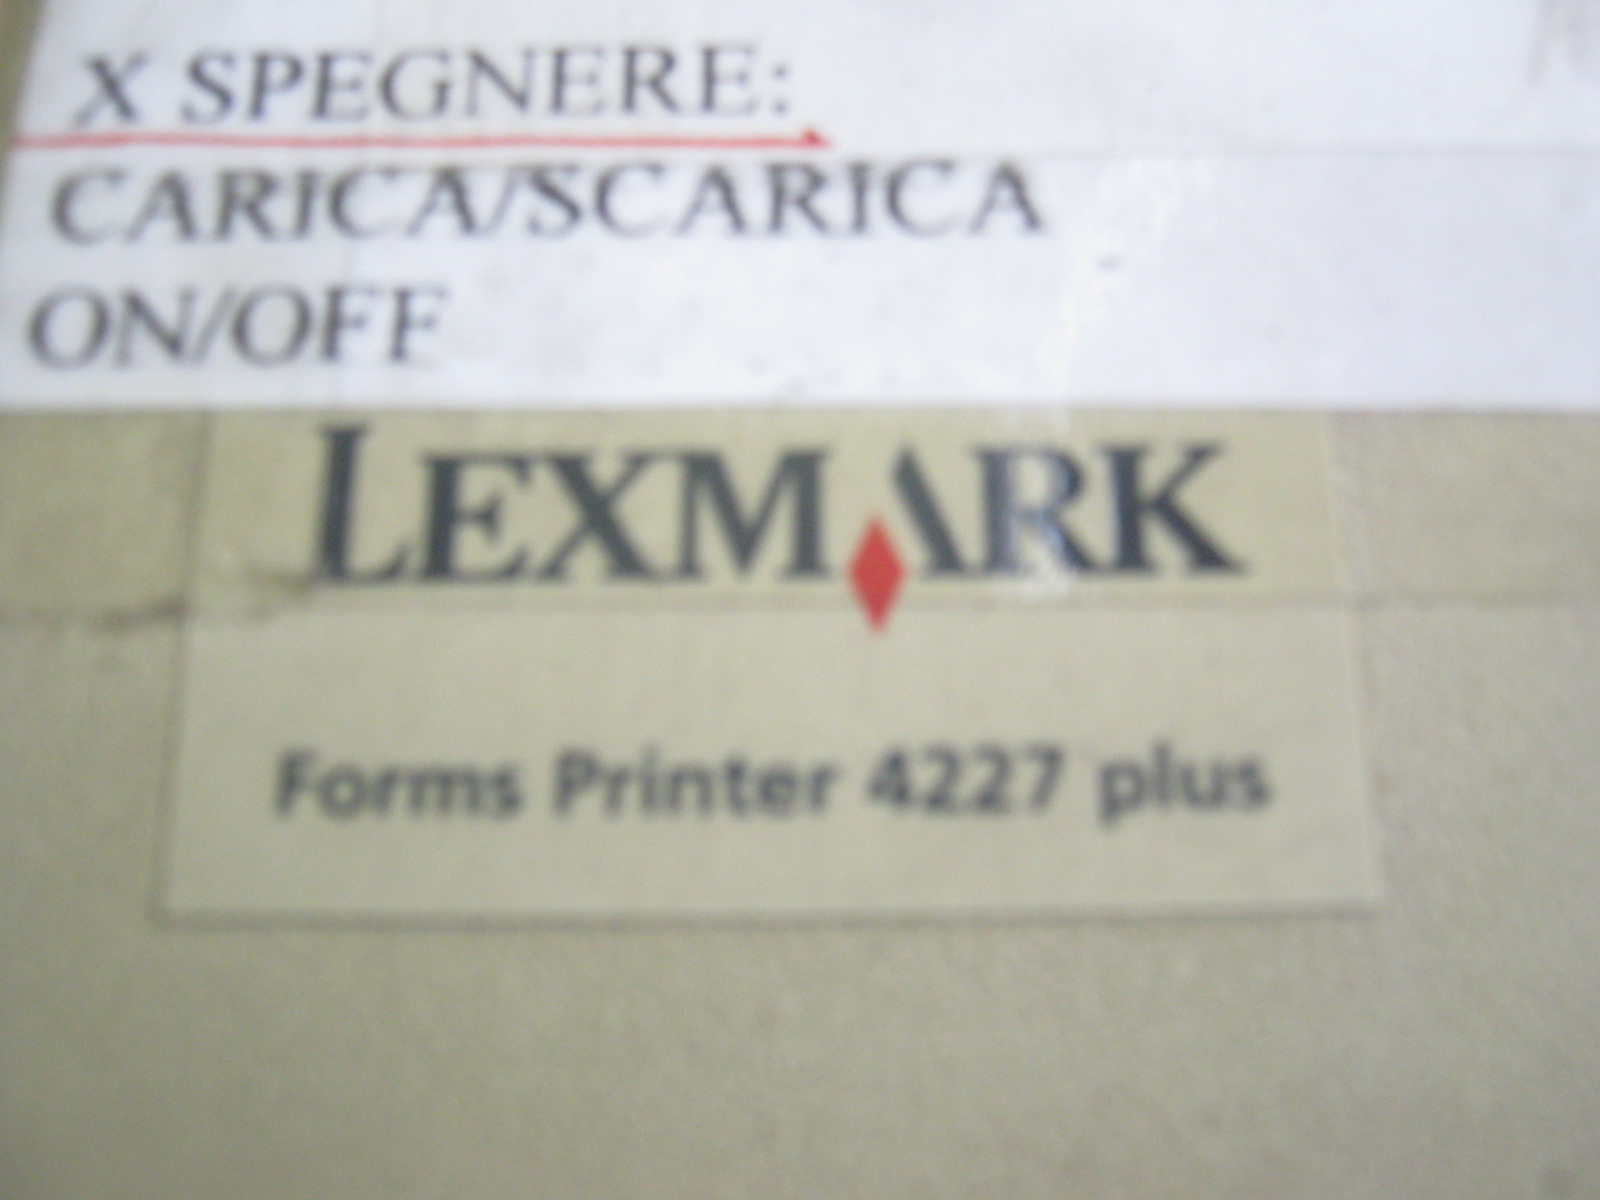 X SPEGNERE:
CARICA/SCARICA
ON/OFF
LEXMARK
Forms Printer 4227 plus